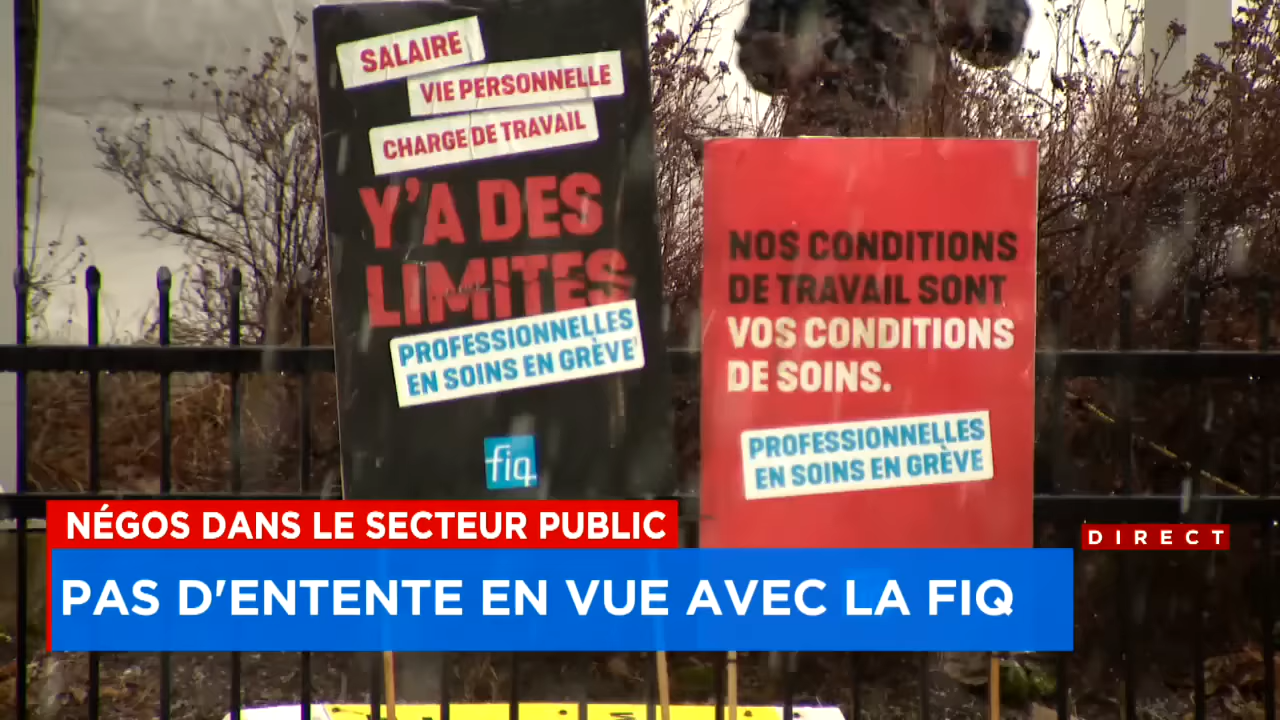 SALAIRE
VIE PERSONNELLE
CHARGE DE TRAVAIL
Y'A DES
LIMITES
PROFESSIONNELLES
EN SOINS EN GRÈVE
fiq
NOS CONDITIONS
DE TRAVAIL SONT
VOS CONDITIONS
DE SOINS.
PROFESSIONNELLES
EN SOINS EN GRÈVE
NÉGOS DANS LE SECTEUR PUBLIC
DIRECT
PAS D'ENTENTE EN VUE AVEC LA FIQ